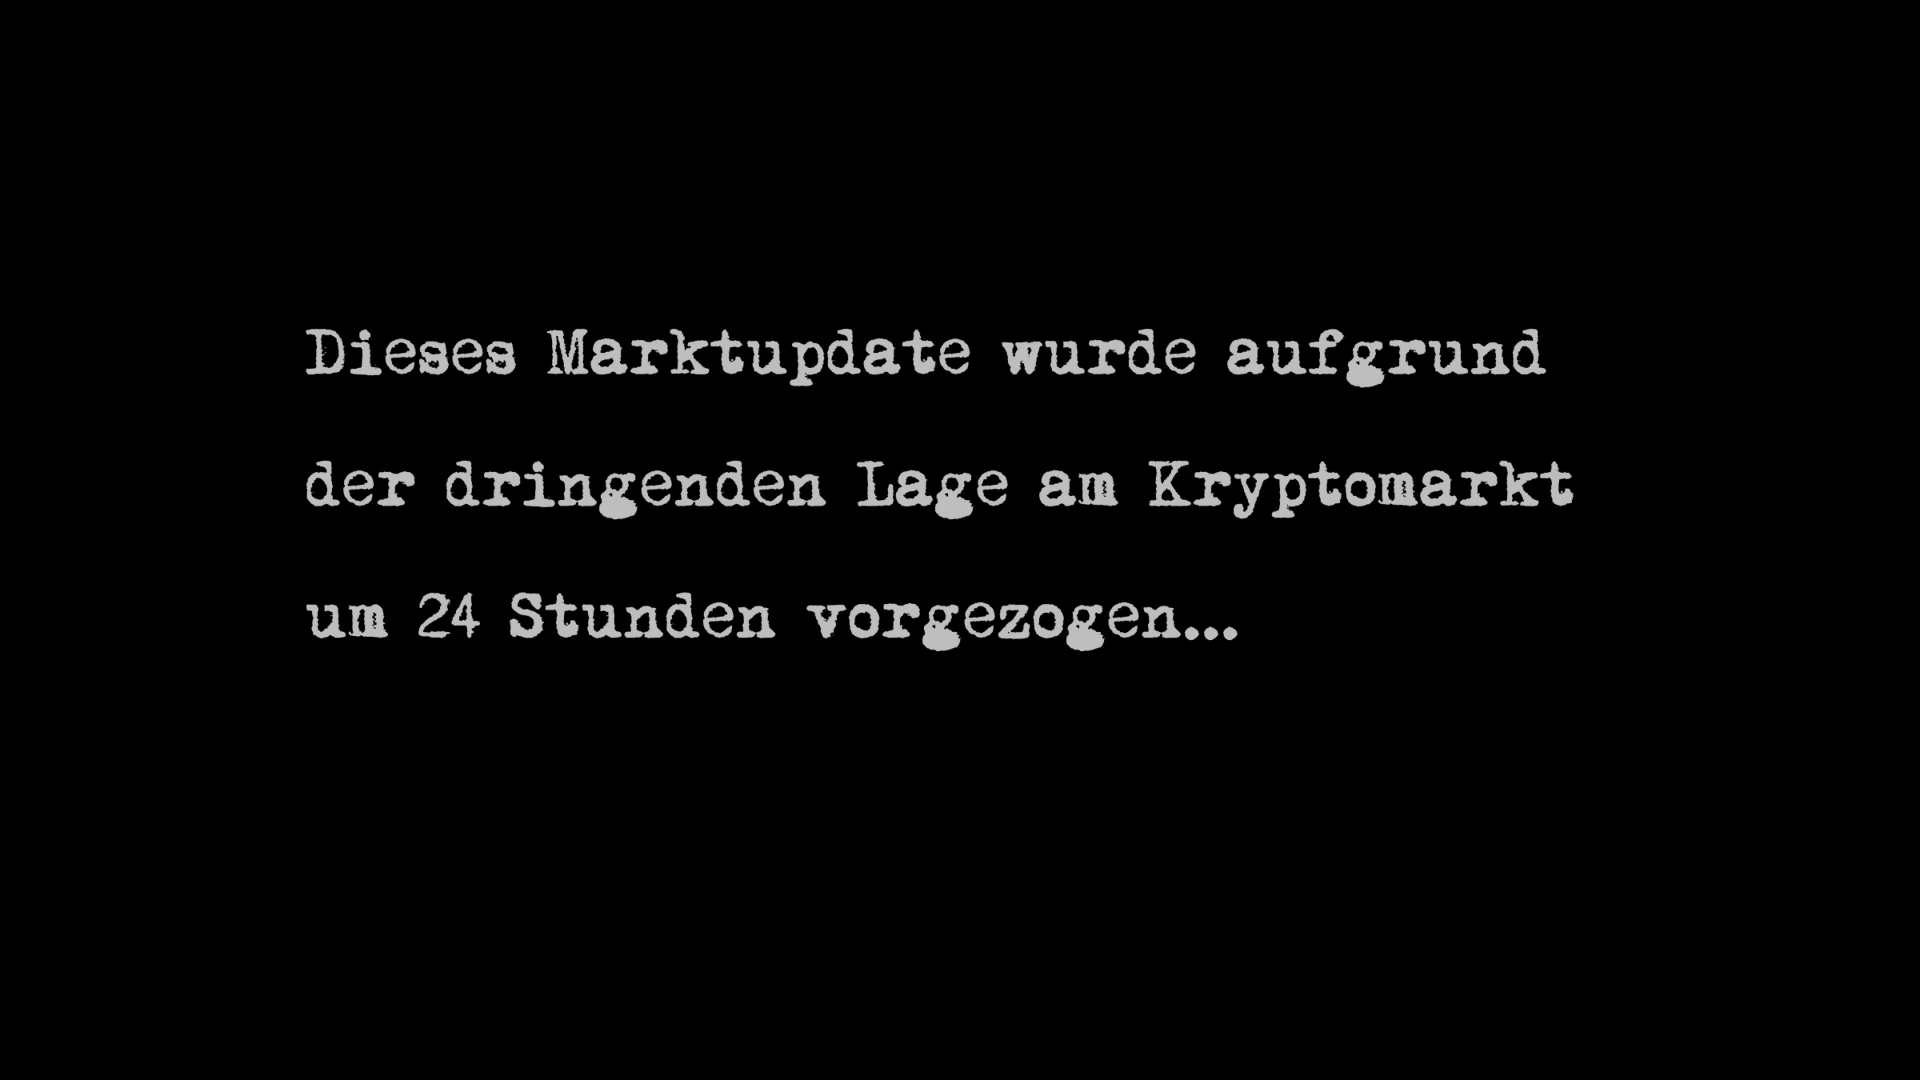 Dieses Marktupdate wurde aufgrund
der dringenden Lage am Kryptomarkt
um 24 Stunden vorgezogen...